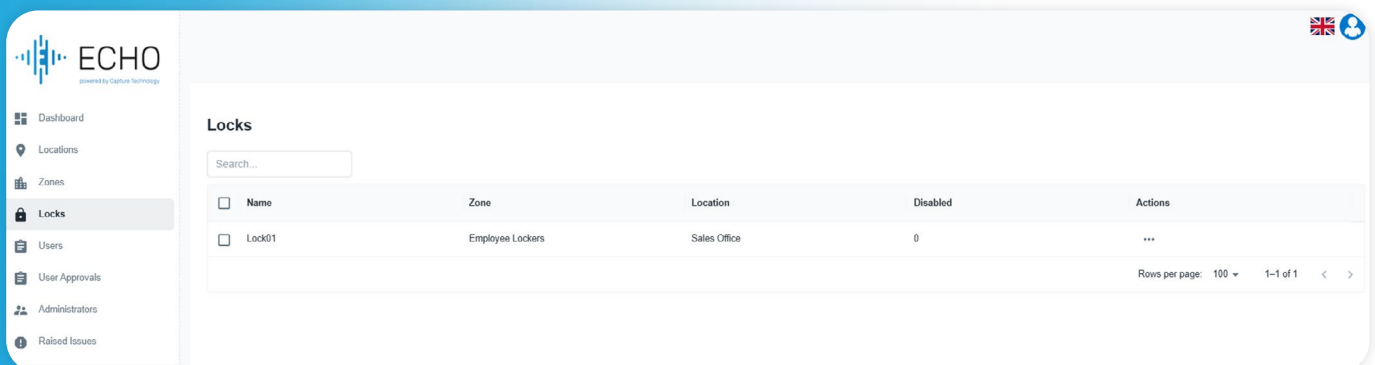 ECHO
powered by Capture Technology
Dashboard
Locations
Zones
Locks
Users
User Approvals
Administrators
Raised Issues
Locks
Search...
Name Zone Location Disabled Actions
Lock01 Employee Lockers Sales Office 0 •••
Rows per page: 100 1–1 of 1